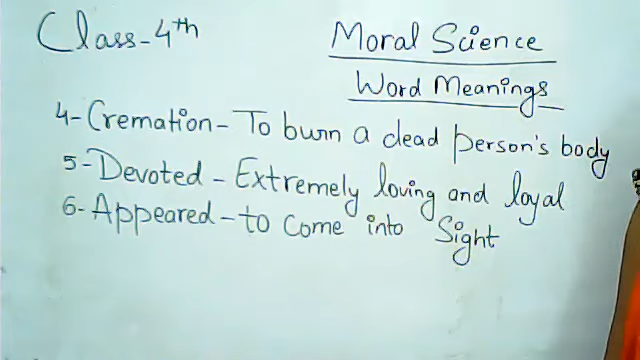 Class-4th
Moral Science
Word Meanings
4-Cremation-To burn a dead person's body
5-Devoted-Extremely loving and loyal
6-Appeared-to come into Sight